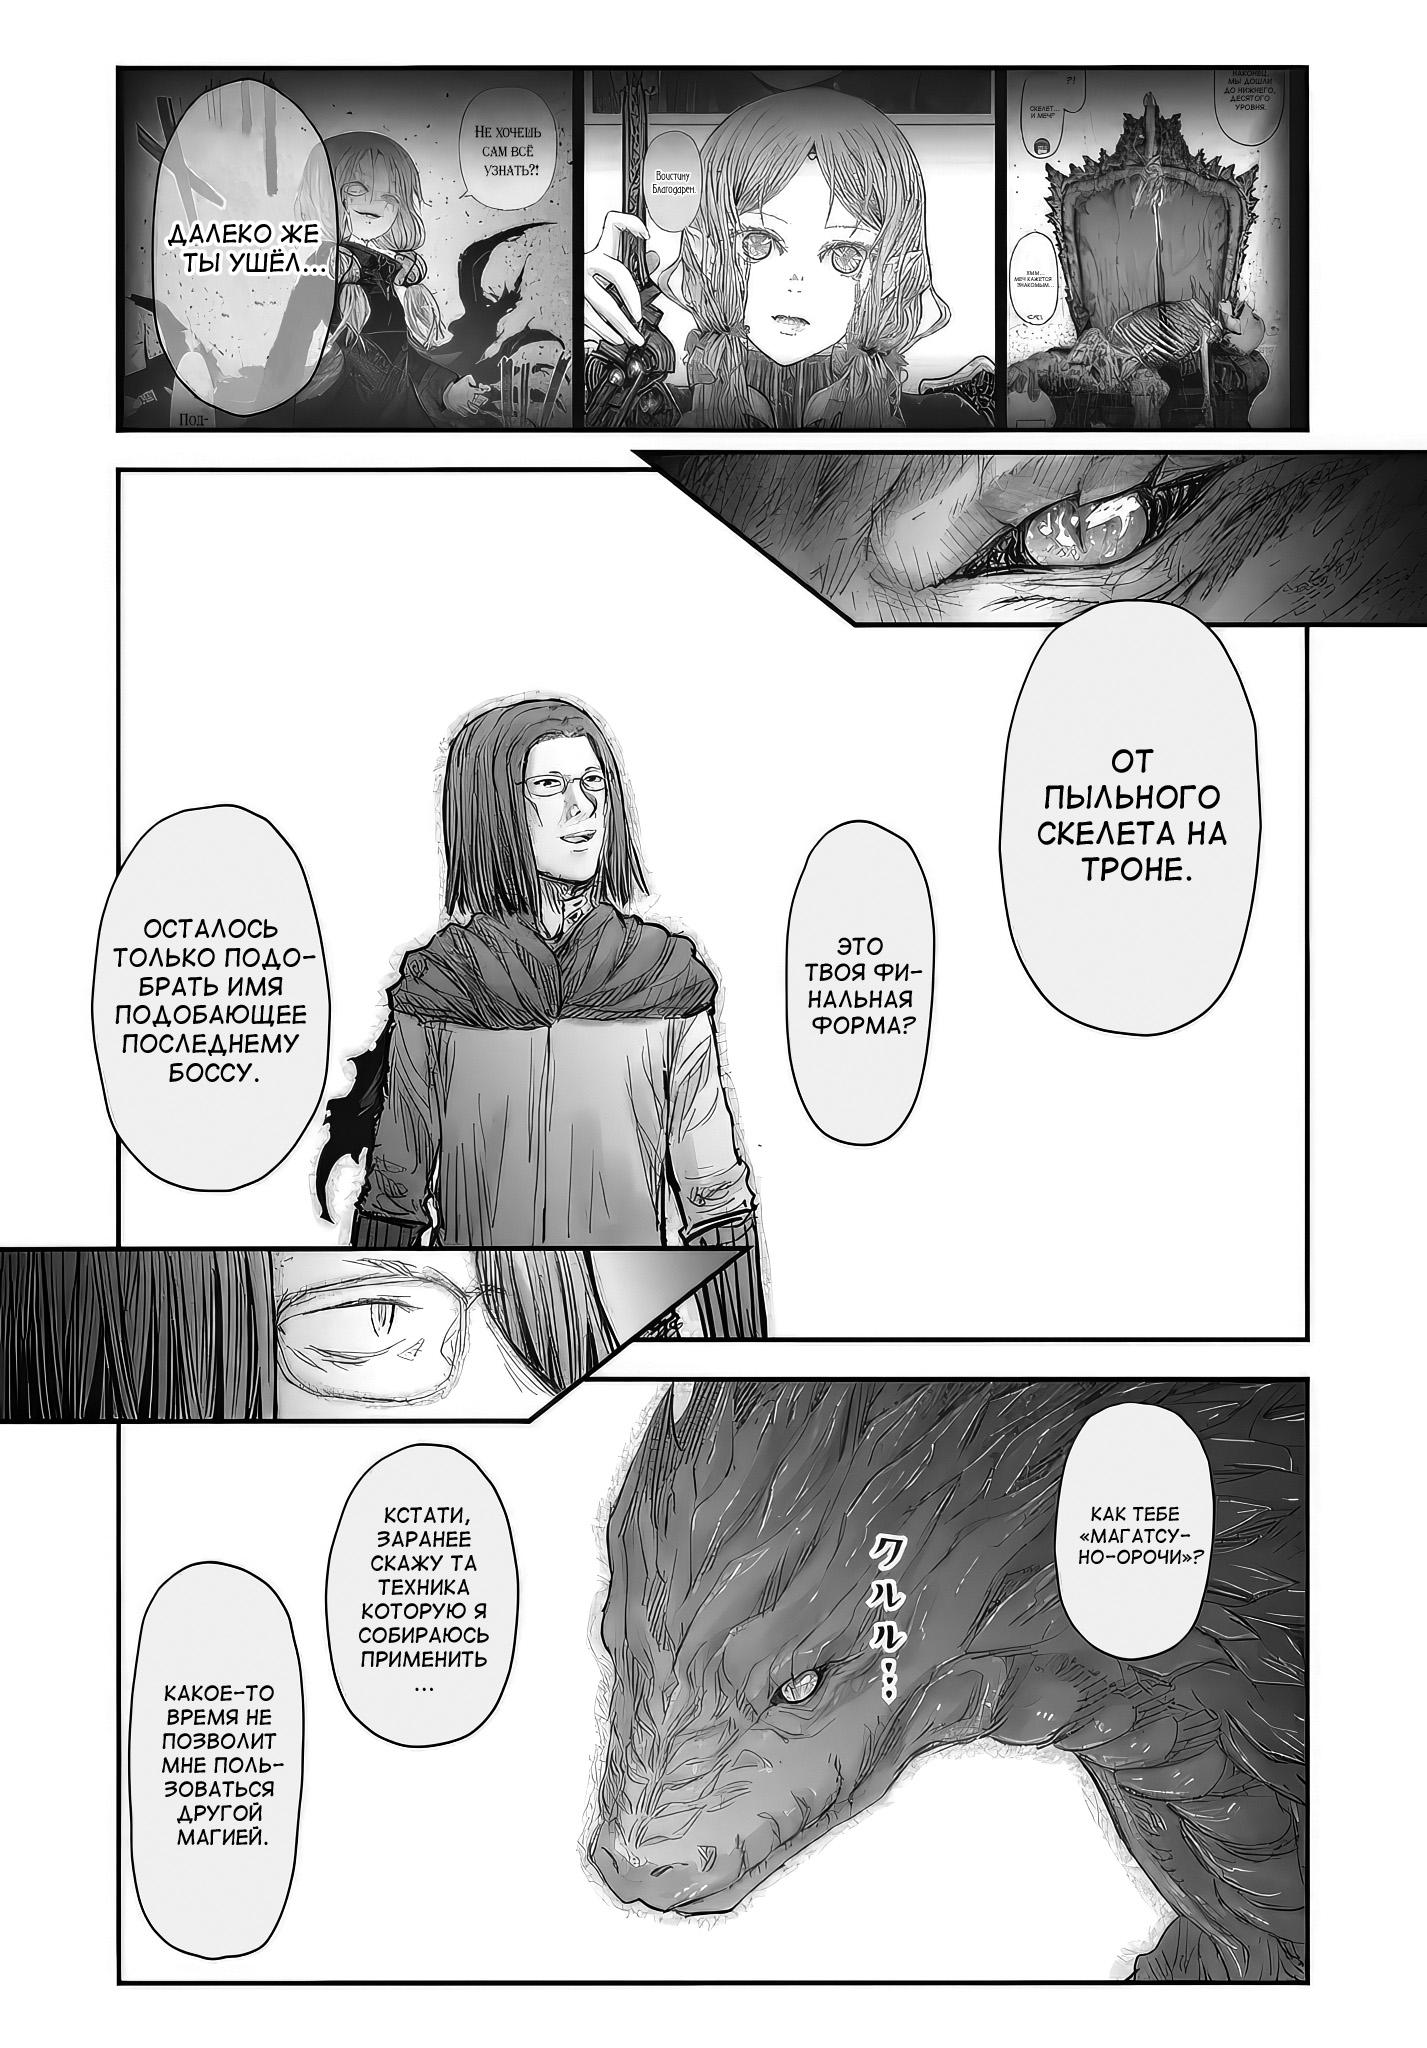 НАКОНЕЦ,
МЫ ДОШЛИ
ДО НИЖНЕГО,
ДЕСЯТОГО
УРОВНЯ.
?!
СКЕЛЕТ...
И МЕЧ?
ХММ...
МЕЧ КАЖЕТСЯ
ЗНАКОМЫМ...
Воистину
Благодарен.
Не хочешь
сам всё
узнать?!
ДАЛЕКО ЖЕ
ТЫ УШЁЛ...
Под-
ОТ
ПЫЛЬНОГО
СКЕЛЕТА НА
ТРОНЕ.
ЭТО
ТВОЯ ФИ-
НАЛЬНАЯ
ФОРМА?
ОСТАЛОСЬ
ТОЛЬКО ПОДО-
БРАТЬ ИМЯ
ПОДОБАЮЩЕЕ
ПОСЛЕДНЕМУ
БОССУ.
КАК ТЕБЕ
«МАГАТСУ-
НО-ОРОЧИ»?
クルル…
КСТАТИ,
ЗАРАНЕЕ
СКАЖУ ТА
ТЕХНИКА
КОТОРУЮ Я
СОБИРАЮСЬ
ПРИМЕНИТЬ
...
КАКОЕ-ТО
ВРЕМЯ НЕ
ПОЗВОЛИТ
МНЕ ПОЛЬ-
ЗОВАТЬСЯ
ДРУГОЙ
МАГИЕЙ.